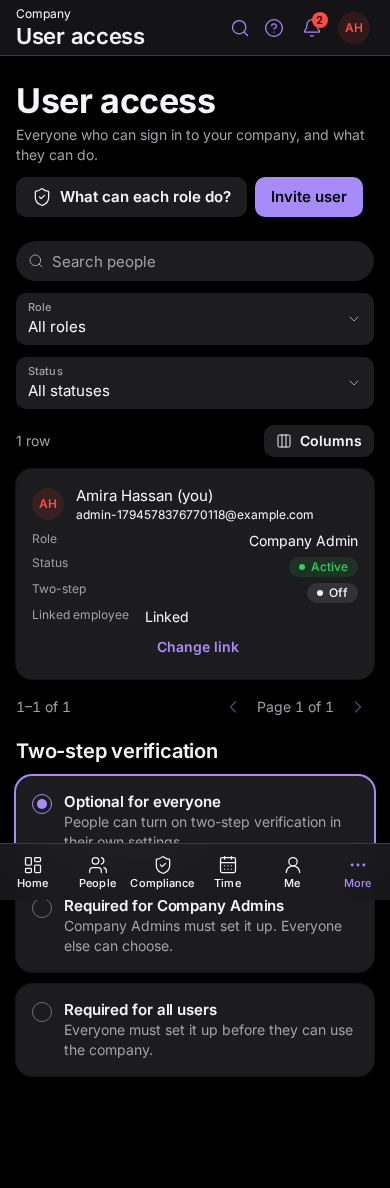 Company
User access
2
AH
User access
Everyone who can sign in to your company, and what
they can do.
What can each role do?
Invite user
Search people
Role
All roles
Status
All statuses
1 row
Columns
AH
Amira Hassan (you)
admin-1794578376770118@example.com
Role
Company Admin
Status
Active
Two-step
Off
Linked employee
Linked
Change link
1–1 of 1
Page 1 of 1
Two-step verification
Optional for everyone
People can turn on two-step verification in
their own settings.
Home
People
Compliance
Time
Me
More
Required for Company Admins
Company Admins must set it up. Everyone
else can choose.
Required for all users
Everyone must set it up before they can use
the company.